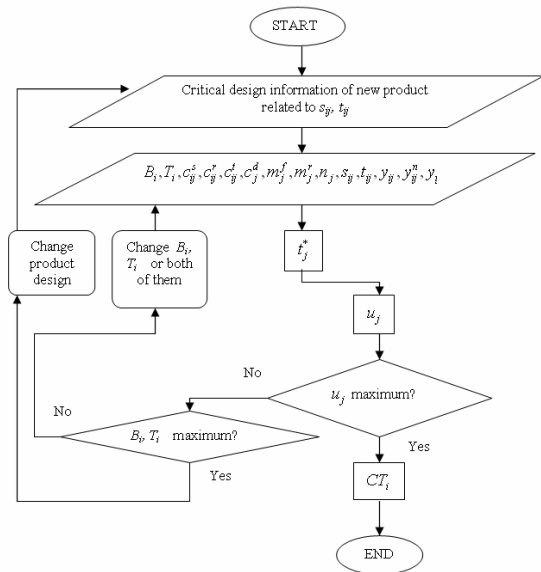 START
Critical design information of new product
related to s_ij, t_ij
B_i, T_i, c^s_ij, c^r_ij, c^t_ij, c^d_j, m^f_j, m^r_j, n_j, s_ij, t_ij, y_ij, y^n_ij, y_i
Change
product
design
Change B_i,
T_i or both
of them
t*_j
u_j
No
u_j maximum?
No
B_i, T_i maximum?
Yes
Yes
CT_i
END